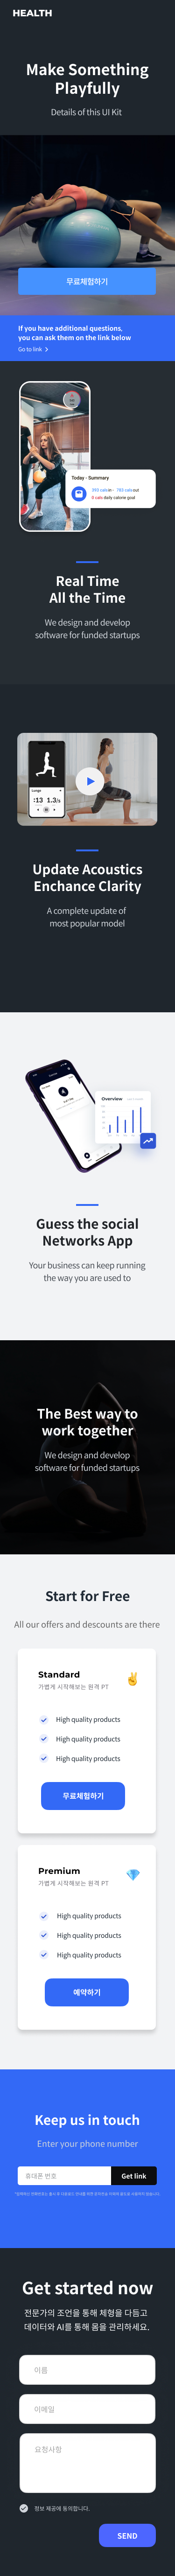 HEALTH
Make Something
Playfully
Details of this UI Kit
무료체험하기
If you have additional questions,
you can ask them on the link below
Go to link
Today · Summary
Real Time
All the Time
We design and develop
software for funded startups
Lunge
:13 1.3/s
Update Acoustics
Enchance Clarity
A complete update of
most popular model
Overview
Guess the social
Networks App
Your business can keep running
the way you are used to
The Best way to
work together
We design and develop
software for funded startups
Start for Free
All our offers and discounts are there
Standard
가볍게 시작해보는 원격 PT
High quality products
High quality products
High quality products
무료체험하기
Premium
가볍게 시작해보는 원격 PT
High quality products
High quality products
High quality products
예약하기
Keep us in touch
Enter your phone number
휴대폰 번호
Get link
Get started now
전문가의 조언을 통해 체형을 다듬고
데이터와 AI를 통해 몸을 관리하세요.
이름
이메일
요청사항
정보 제공에 동의합니다.
SEND